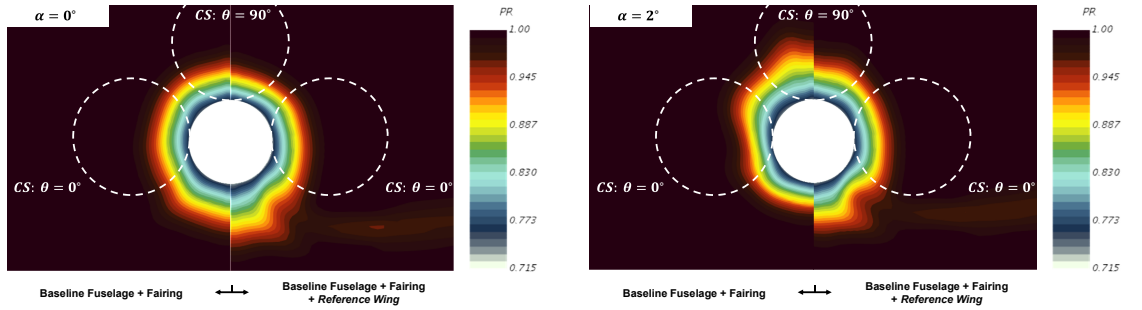 α = 0°
CS: θ = 90°
CS: θ = 0°
CS: θ = 0°
PR
1.00
0.945
0.887
0.830
0.773
0.715
Baseline Fuselage + Fairing
Baseline Fuselage + Fairing
+ Reference Wing
α = 2°
CS: θ = 90°
CS: θ = 0°
CS: θ = 0°
PR
1.00
0.945
0.887
0.830
0.773
0.715
Baseline Fuselage + Fairing
Baseline Fuselage + Fairing
+ Reference Wing